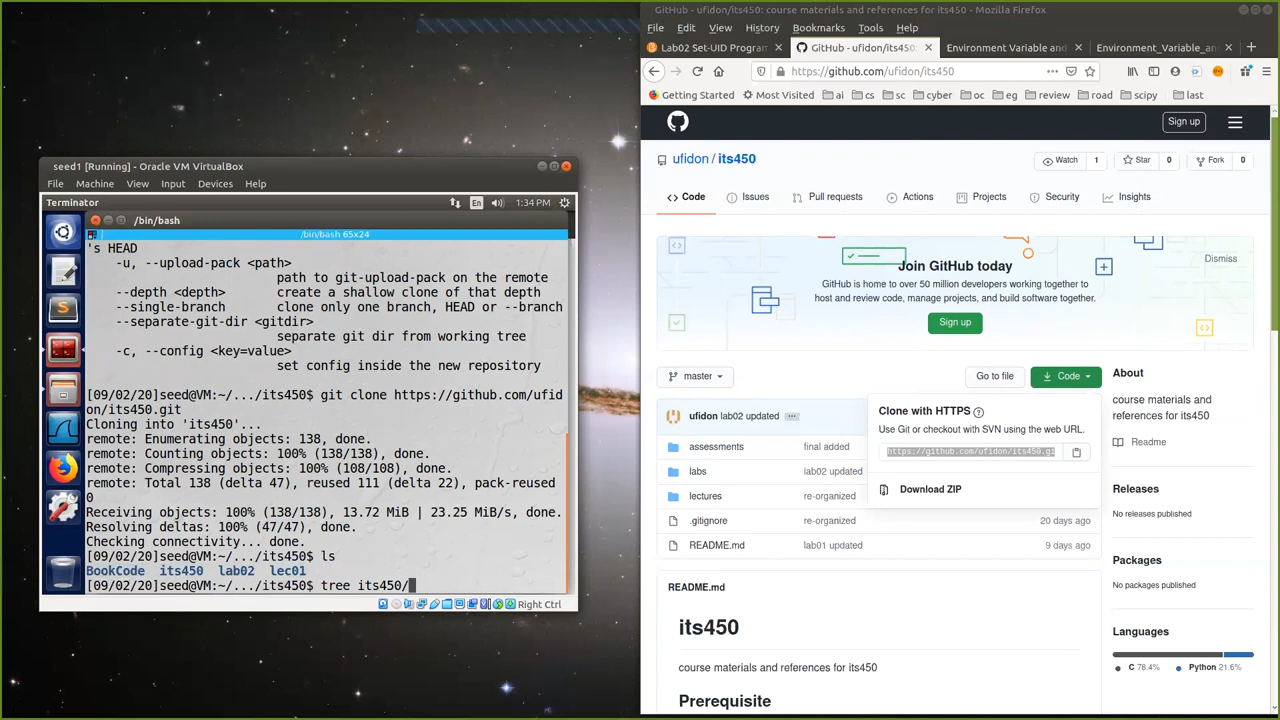 seed1 [Running] - Oracle VM VirtualBox
File Machine View Input Devices Help
Terminator
En
1:34 PM
/bin/bash
/bin/bash 65x24
's HEAD
-u, --upload-pack <path>
path to git-upload-pack on the remote
--depth <depth> create a shallow clone of that depth
--single-branch clone only one branch, HEAD or --branch
--separate-git-dir <gitdir>
separate git dir from working tree
-c, --config <key=value>
set config inside the new repository
[09/02/20]seed@VM:~/.../its450$ git clone https://github.com/ufid
on/its450.git
Cloning into 'its450'...
remote: Enumerating objects: 138, done.
remote: Counting objects: 100% (138/138), done.
remote: Compressing objects: 100% (108/108), done.
remote: Total 138 (delta 47), reused 111 (delta 22), pack-reused
0
Receiving objects: 100% (138/138), 13.72 MiB | 23.25 MiB/s, done.
Resolving deltas: 100% (47/47), done.
Checking connectivity... done.
[09/02/20]seed@VM:~/.../its450$ ls
BookCode its450 lab02 lec01
[09/02/20]seed@VM:~/.../its450$ tree its450/
Right Ctrl
GitHub - ufidon/its450: course materials and references for its450 - Mozilla Firefox
File Edit View History Bookmarks Tools Help
Lab02 Set-UID Program
GitHub - ufidon/its450:
Environment Variable and
Environment_Variable_an
https://github.com/ufidon/its450
Getting Started Most Visited ai cs sc cyber oc eg review road scipy last
Sign up
ufidon / its450
Watch 1 Star 0 Fork 0
Code Issues Pull requests Actions Projects Security Insights
Dismiss
Join GitHub today
GitHub is home to over 50 million developers working together to
host and review code, manage projects, and build software together.
Sign up
master Go to file Code
ufidon lab02 updated ...
assessments final added
labs lab02 updated
lectures re-organized
.gitignore re-organized 20 days ago
README.md lab01 updated 9 days ago
Clone with HTTPS
Use Git or checkout with SVN using the web URL.
https://github.com/ufidon/its450.gi
Download ZIP
About
course materials and
references for its450
Readme
Releases
No releases published
Packages
No packages published
Languages
C 78.4% Python 21.6%
README.md
its450
course materials and references for its450
Prerequisite